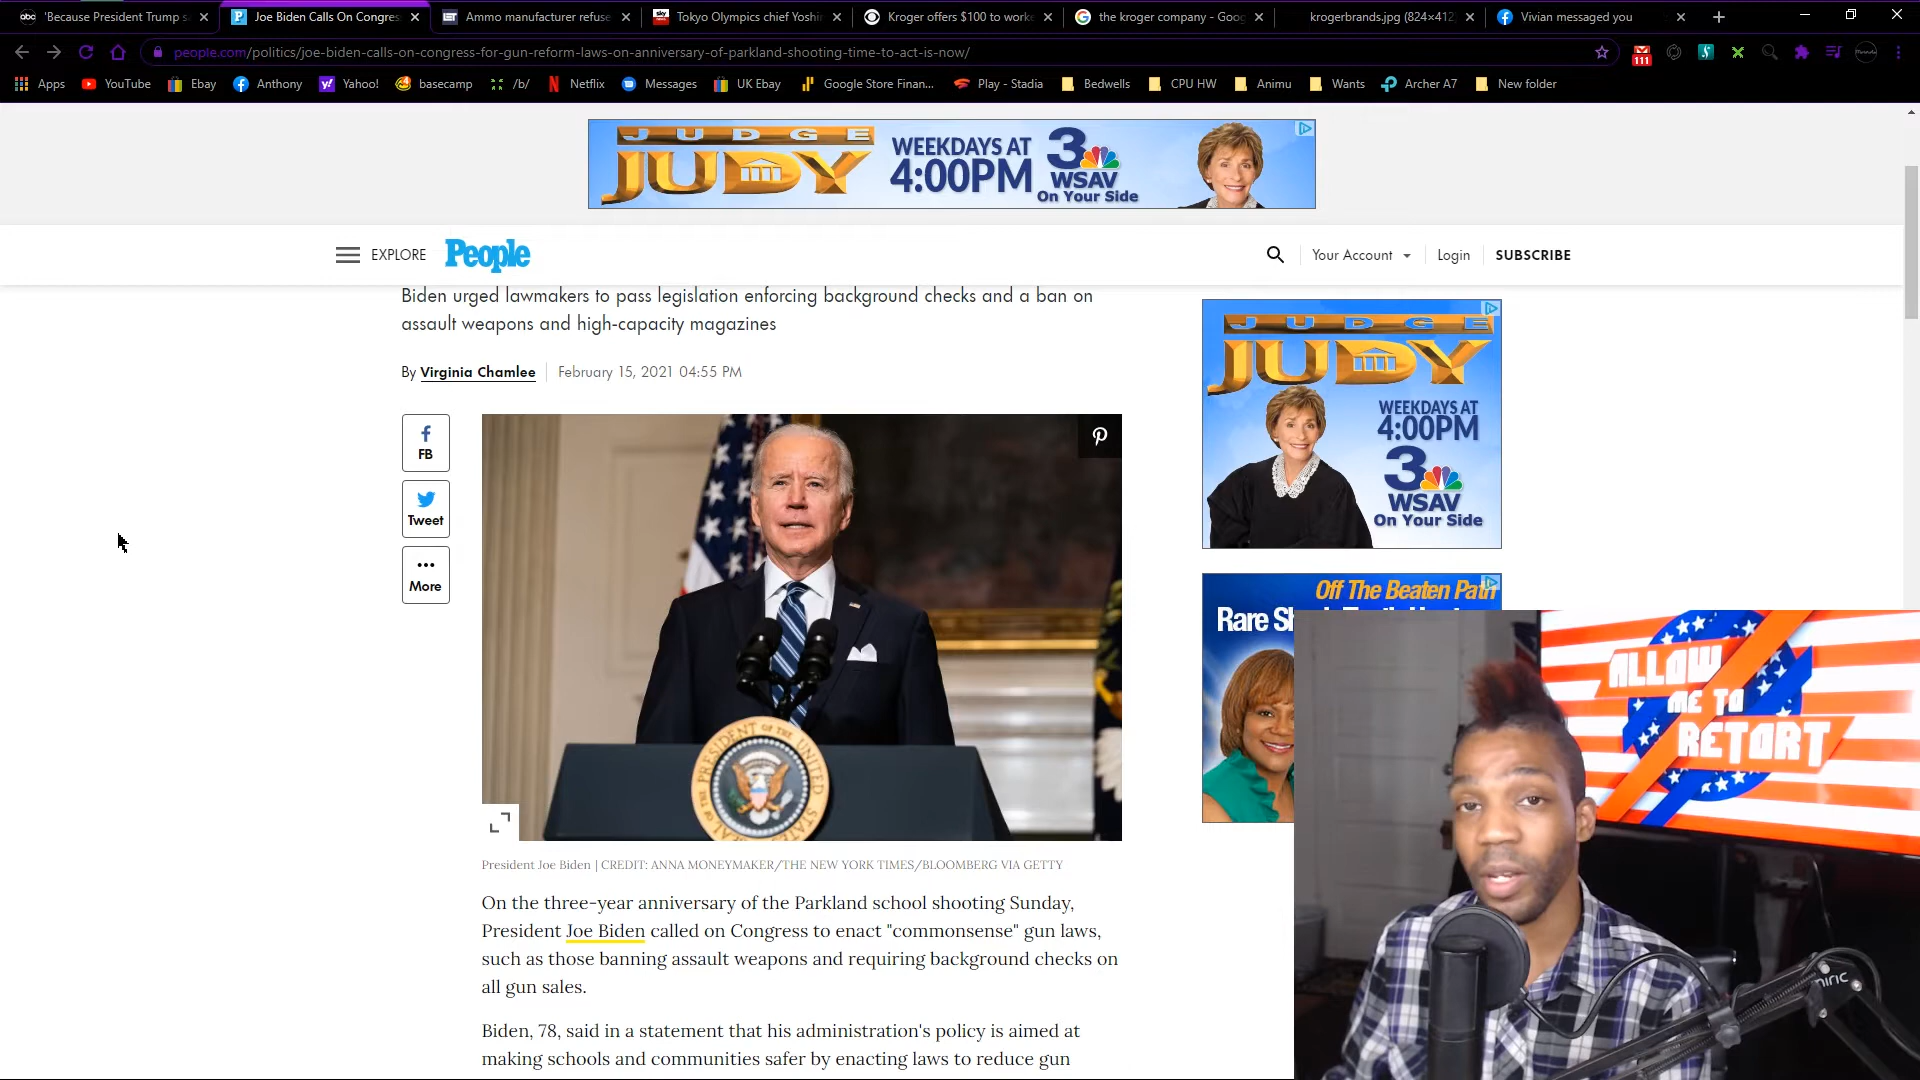 'Because President Trump s
Joe Biden Calls On Congres
Ammo manufacturer refuse
Tokyo Olympics chief Yoshir
Kroger offers $100 to worke
the kroger company - Goog
krogerbrands.jpg (824×412)
Vivian messaged you
people.com/politics/joe-biden-calls-on-congress-for-gun-reform-laws-on-anniversary-of-parkland-shooting-time-to-act-is-now/
111
Apps
YouTube
Ebay
Anthony
Yahoo!
basecamp
/b/
Netflix
Messages
UK Ebay
Google Store Finan...
Play - Stadia
Bedwells
CPU HW
Animu
Wants
Archer A7
New folder
JUDGE
JUDY
WEEKDAYS AT
4:00PM
3
WSAV
On Your Side
EXPLORE
People
Your Account
Login
SUBSCRIBE
Biden urged lawmakers to pass legislation enforcing background checks and a ban on
assault weapons and high-capacity magazines
By Virginia Chamlee
February 15, 2021 04:55 PM
FB
Tweet
More
JUDGE
JUDY
WEEKDAYS AT
4:00PM
3
WSAV
On Your Side
Off The Beaten Path
Rare Sh
PRESIDENT OF THE UNITED STATES
President Joe Biden | CREDIT: ANNA MONEYMAKER/THE NEW YORK TIMES/BLOOMBERG VIA GETTY
On the three-year anniversary of the Parkland school shooting Sunday,
President Joe Biden called on Congress to enact "commonsense" gun laws,
such as those banning assault weapons and requiring background checks on
all gun sales.
Biden, 78, said in a statement that his administration's policy is aimed at
making schools and communities safer by enacting laws to reduce gun
ALLOW
ME TO
RETORT